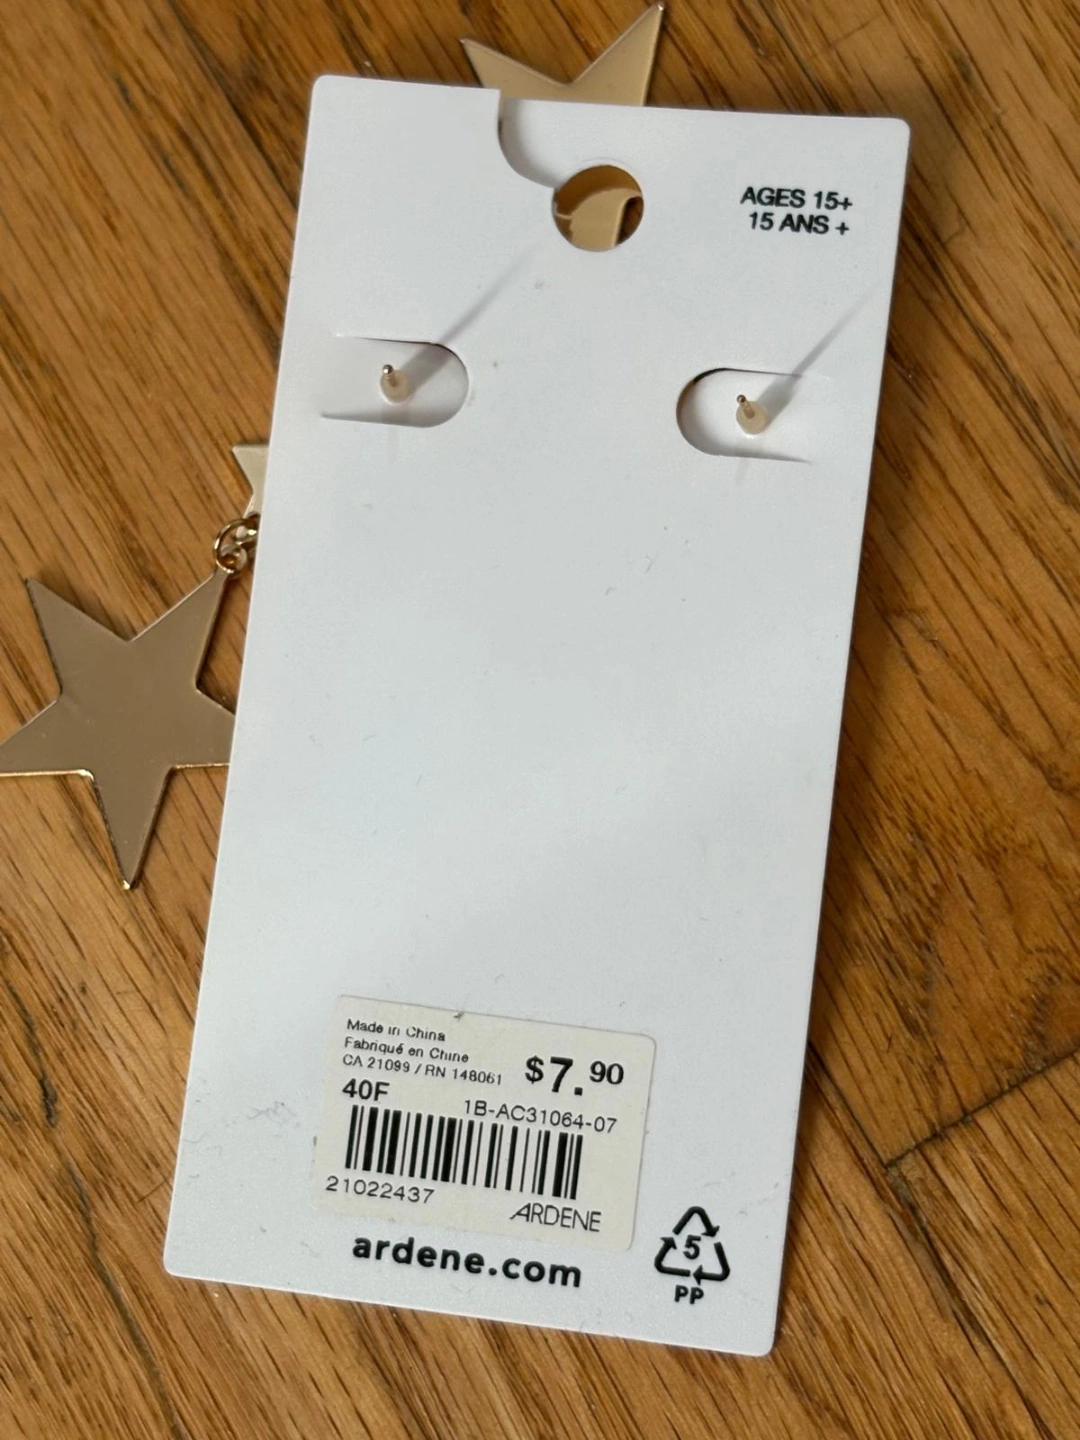 AGES 15+
15 ANS +
Made in China
Fabriqué en Chine
CA 21099 / RN 148061
$7.90
40F
1B-AC31064-07
21022437
ARDENE
ardene.com
5
PP